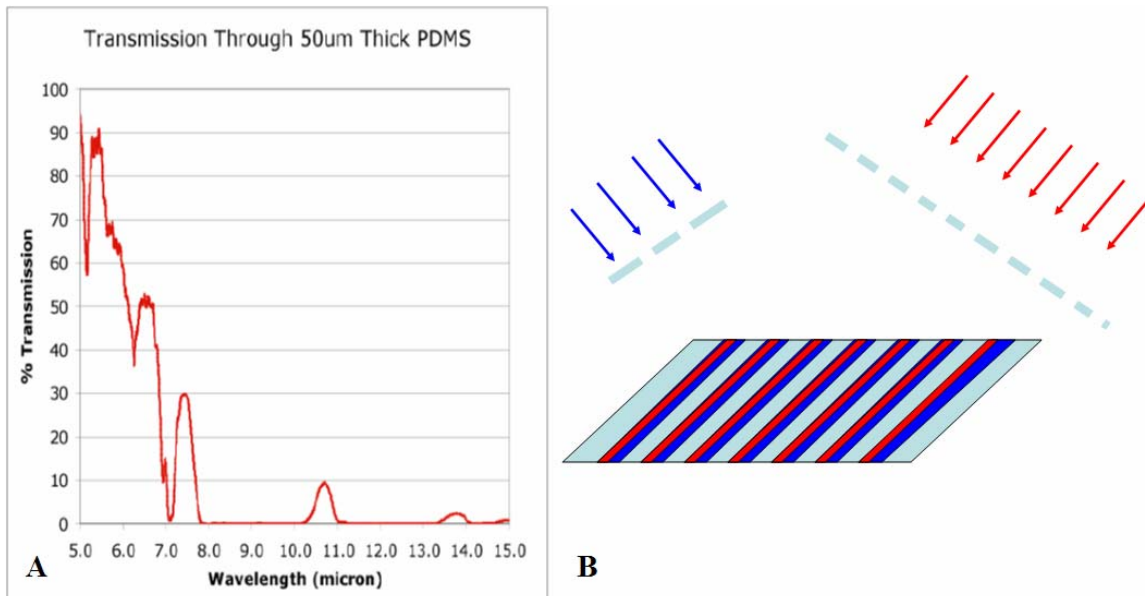 Transmission Through 50um Thick PDMS
% Transmission
100
90
80
70
60
50
40
30
20
10
0
5.0 6.0 7.0 8.0 9.0 10.0 11.0 12.0 13.0 14.0 15.0
Wavelength (micron)
A
B